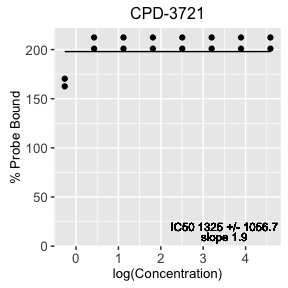 CPD-3721
% Probe Bound
200
150
100
50
0
IC50 1325 +/- 1056.7
slope 1.9
0 1 2 3 4
log(Concentration)